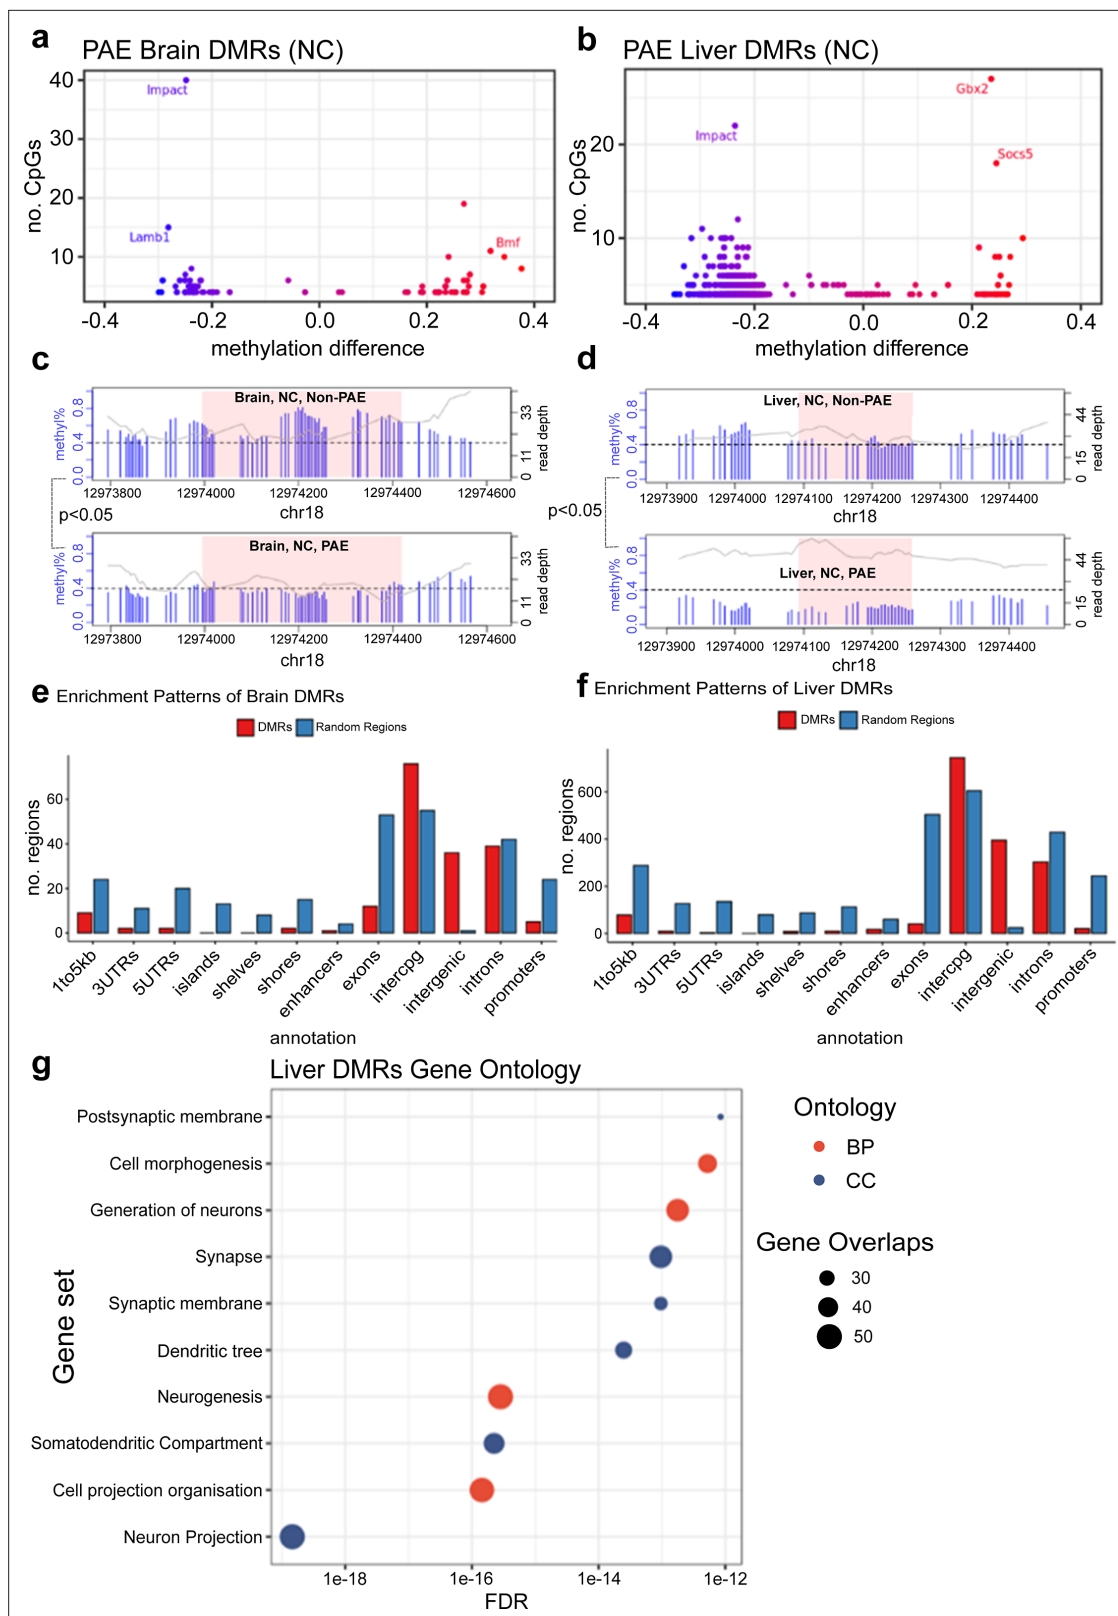 a
PAE Brain DMRs (NC)
no. CpGs
40
30
20
10
Impact
Lamb1
Bmf
-0.4
-0.2
0.0
0.2
0.4
methylation difference
b
PAE Liver DMRs (NC)
no. CpGs
20
10
Gbx2
Impact
Socs5
-0.4
-0.2
0.0
0.2
0.4
methylation difference
c
Brain, NC, Non-PAE
methyl%
0.0 0.4 0.8
read depth
0 11 33
12973800 12974000 12974200 12974400 12974600
chr18
p<0.05
Brain, NC, PAE
methyl%
0.0 0.4 0.8
read depth
0 11 33
12973800 12974000 12974200 12974400 12974600
chr18
d
Liver, NC, Non-PAE
methyl%
0.0 0.4 0.8
read depth
0 15 44
12973900 12974000 12974100 12974200 12974300 12974400
chr18
p<0.05
Liver, NC, PAE
methyl%
0.0 0.4 0.8
read depth
0 15 44
12973900 12974000 12974100 12974200 12974300 12974400
chr18
e Enrichment Patterns of Brain DMRs
DMRs Random Regions
no. regions
60
40
20
0
1to5kb
3UTRs
5UTRs
islands
shelves
shores
enhancers
exons
intercpg
intergenic
introns
promoters
annotation
f Enrichment Patterns of Liver DMRs
DMRs Random Regions
no. regions
600
400
200
0
1to5kb
3UTRs
5UTRs
islands
shelves
shores
enhancers
exons
intercpg
intergenic
introns
promoters
annotation
g
Liver DMRs Gene Ontology
Gene set
Postsynaptic membrane
Cell morphogenesis
Generation of neurons
Synapse
Synaptic membrane
Dendritic tree
Neurogenesis
Somatodendritic Compartment
Cell projection organisation
Neuron Projection
1e-18
1e-16
1e-14
1e-12
FDR
Ontology
BP
CC
Gene Overlaps
30
40
50